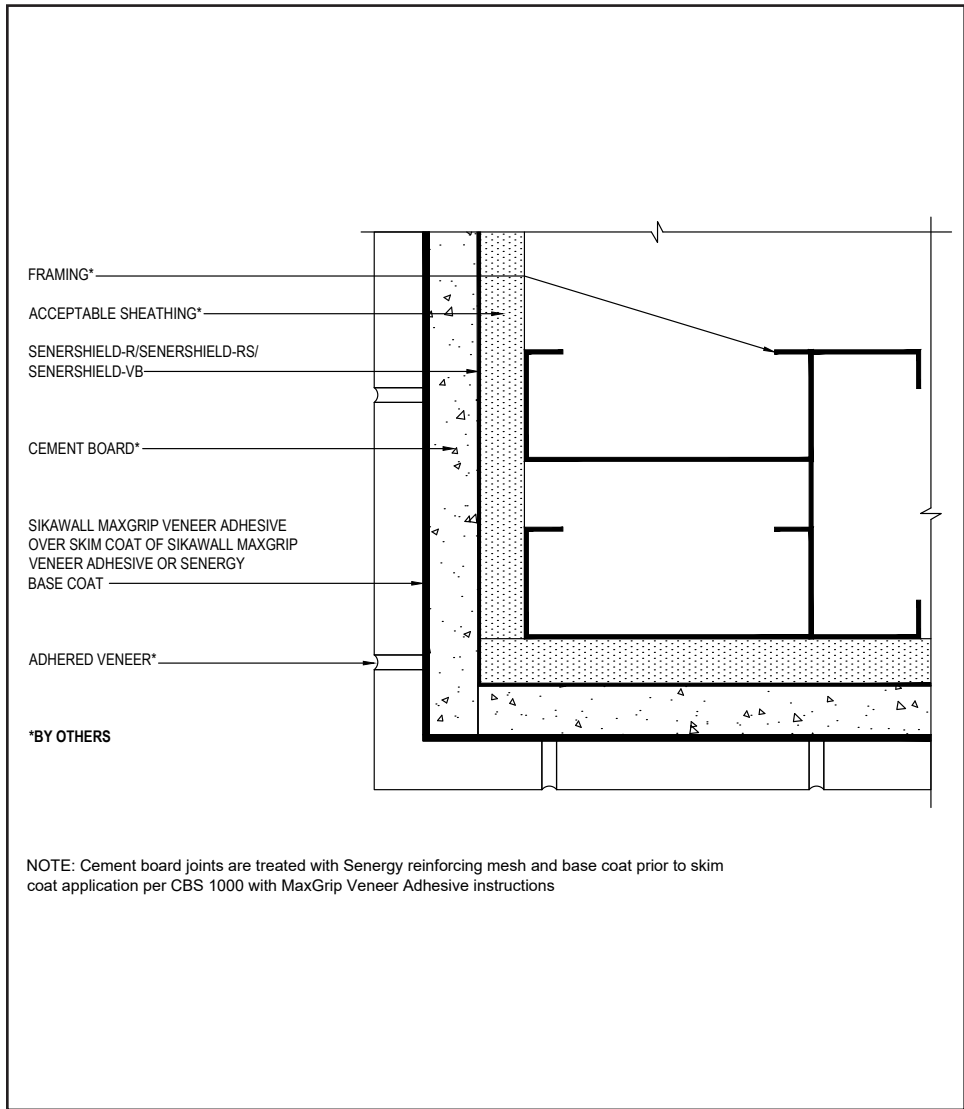 FRAMING*
ACCEPTABLE SHEATHING*
SENERSHIELD-R/SENERSHIELD-RS/
SENERSHIELD-VB
CEMENT BOARD*
SIKAWALL MAXGRIP VENEER ADHESIVE
OVER SKIM COAT OF SIKAWALL MAXGRIP
VENEER ADHESIVE OR SENERGY
BASE COAT
ADHERED VENEER*
*BY OTHERS
NOTE: Cement board joints are treated with Senergy reinforcing mesh and base coat prior to skim
coat application per CBS 1000 with MaxGrip Veneer Adhesive instructions